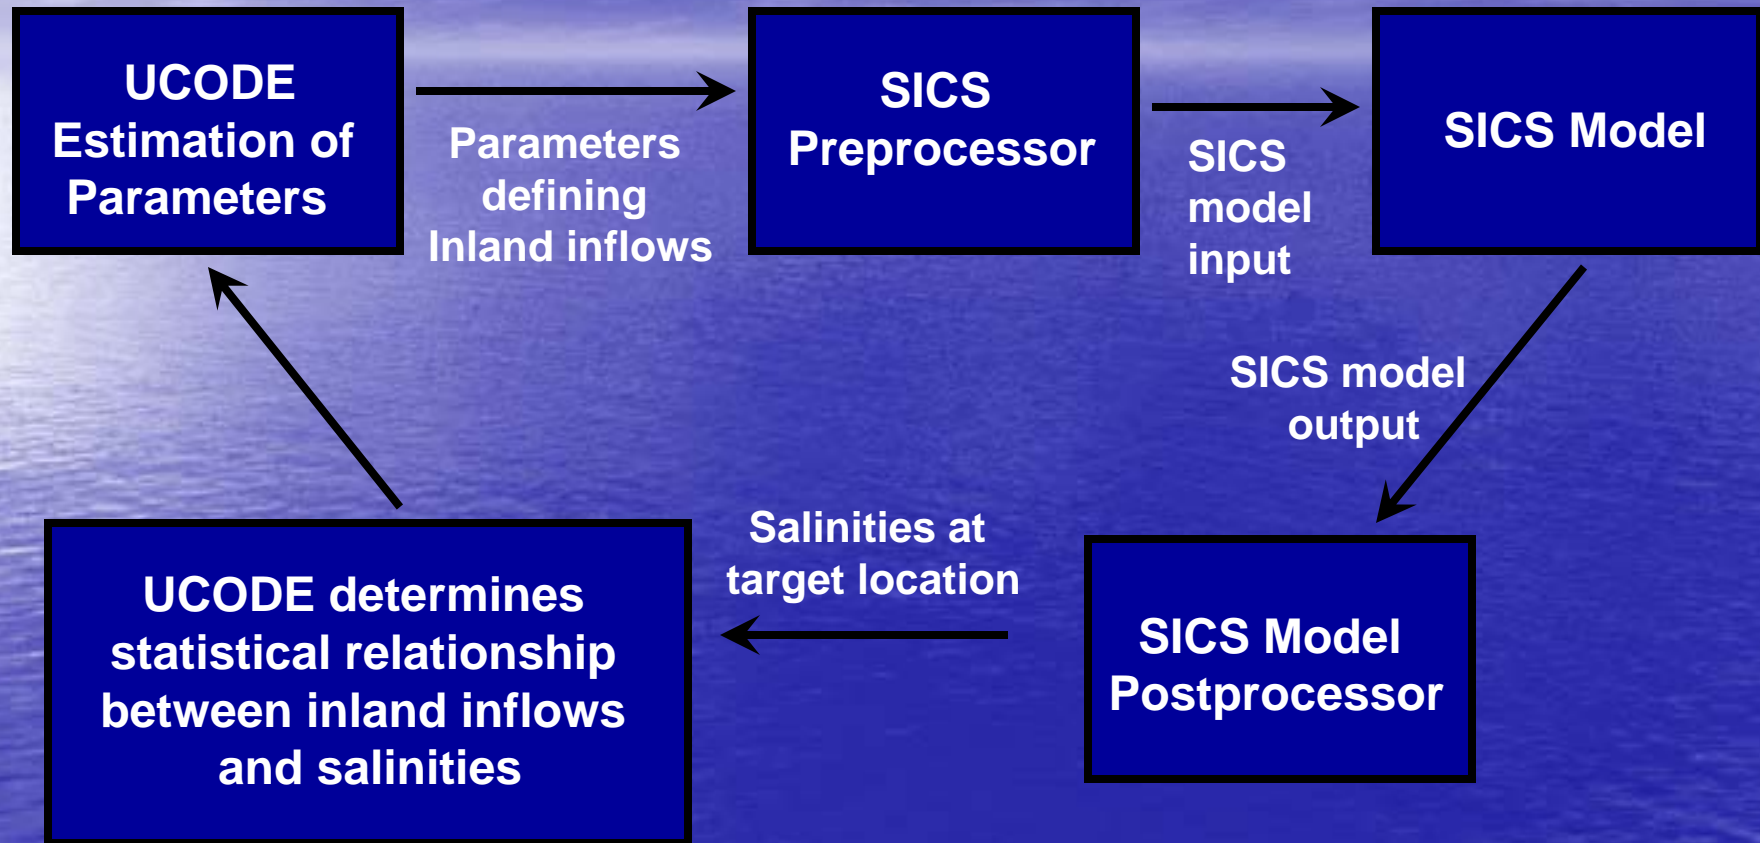 UCODE
Estimation of
Parameters
Parameters
defining
Inland inflows
SICS
Preprocessor
SICS
model
input
SICS Model
SICS model
output
SICS Model
Postprocessor
Salinities at
target location
UCODE determines
statistical relationship
between inland inflows
and salinities